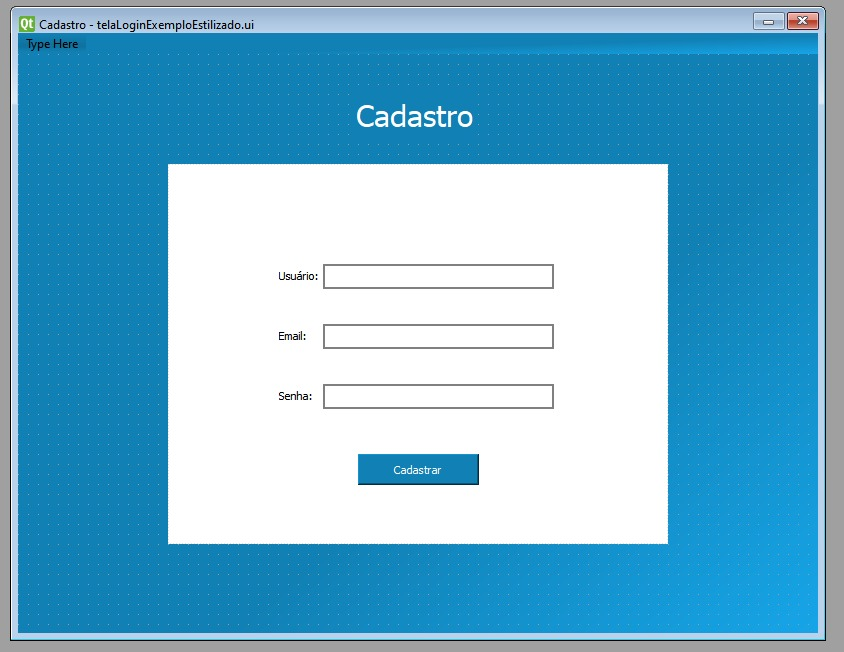 Qt Cadastro - telaLoginExemploEstilizado.ui
Type Here
Cadastro
Usuário:
Email:
Senha:
Cadastrar